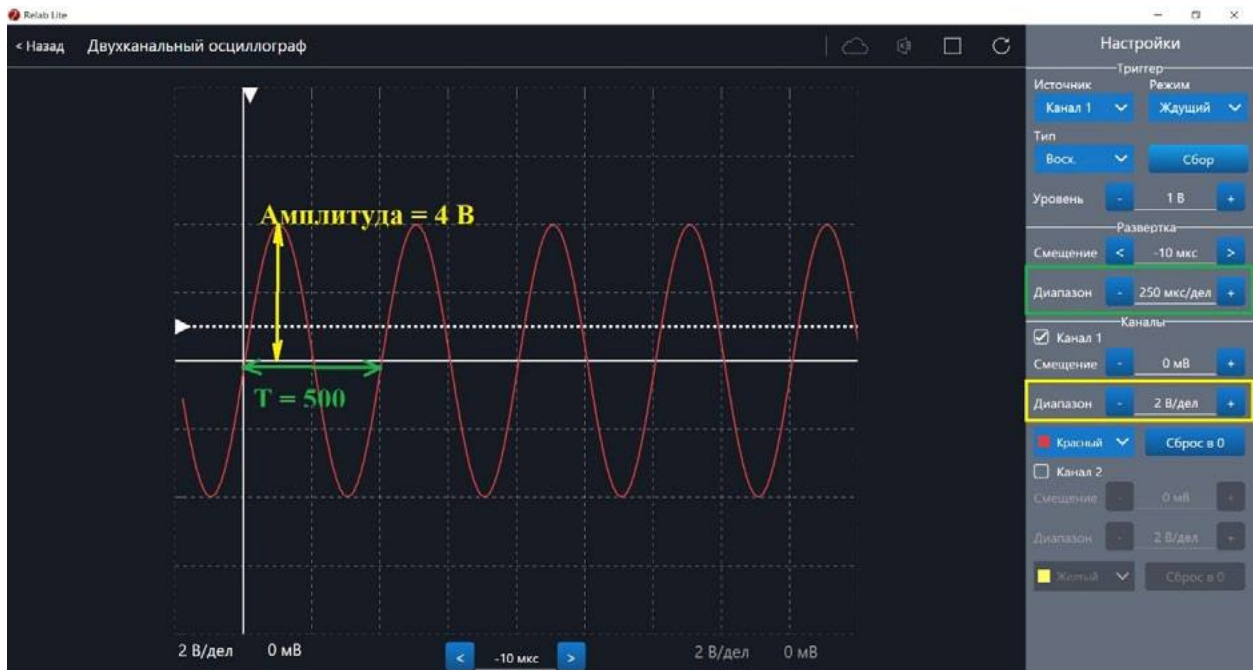 Relab Lite
< Назад Двухканальный осциллограф
Настройки
Триггер
Источник Режим
Канал 1 Ждущий
Тип
Восх. Сбор
Уровень - 1 В +
Развертка
Смещение < -10 мкс >
Диапазон - 250 мкс/дел +
Каналы
Канал 1
Смещение - 0 мВ +
Диапазон - 2 В/дел +
Красный Сброс в 0
Канал 2
Смещение - 0 мВ +
Диапазон - 2 В/дел +
Желтый Сброс в 0
Амплитуда = 4 В
T = 500
2 В/дел 0 мВ < -10 мкс > 2 В/дел 0 мВ